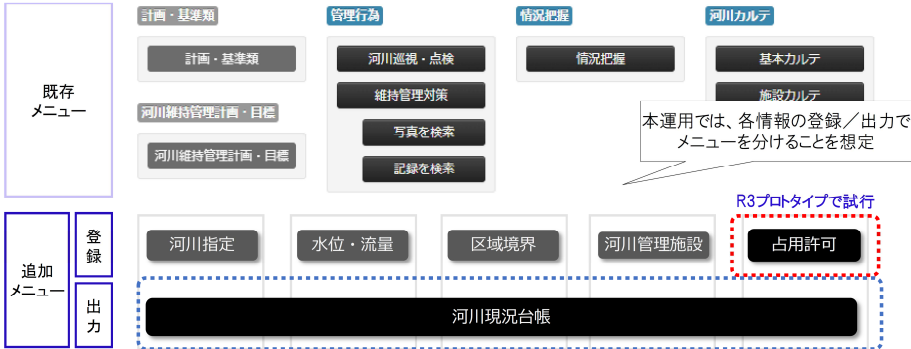 計画・基準類
管理行為
情況把握
河川カルテ
既存
メニュー
計画・基準類
河川維持管理計画・目標
河川維持管理計画・目標
河川巡視・点検
維持管理対策
写真を検索
記録を検索
情況把握
基本カルテ
施設カルテ
本運用では、各情報の登録／出力で
メニューを分けることを想定
R3プロトタイプで試行
追加
メニュー
登
録
河川指定
水位・流量
区域境界
河川管理施設
占用許可
出
力
河川現況台帳